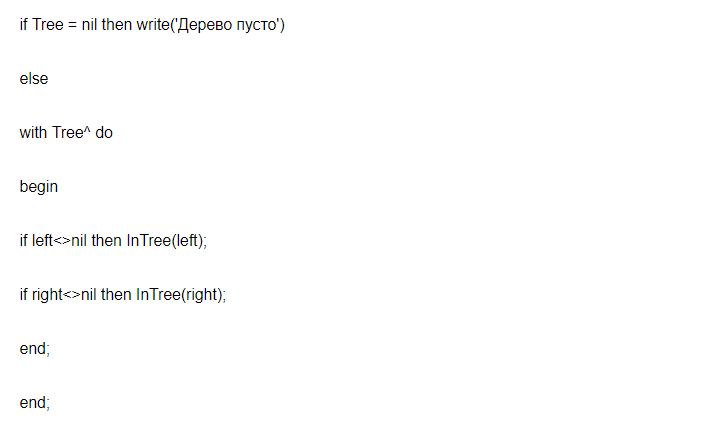 if Tree = nil then write('Дерево пусто')
else
with Tree^ do
begin
if left<>nil then InTree(left);
if right<>nil then InTree(right);
end;
end;